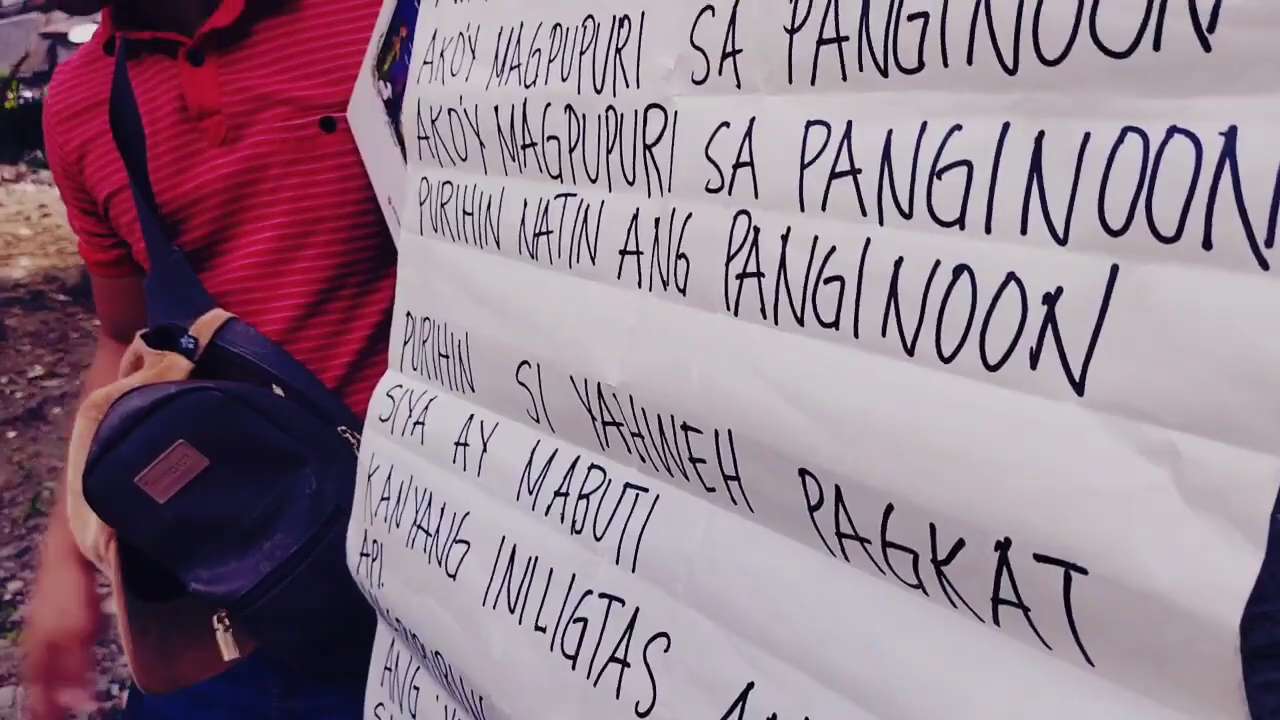 AKO'Y MAGPUPURI SA PANGINOON
AKO'Y MAGPUPURI SA PANGINOON
PURIHIN NATIN ANG PANGINOON
PURIHIN SI YAHWEH PAGKAT
SIYA AY MABUTI
KANYANG INILIGTAS
API.
ANG